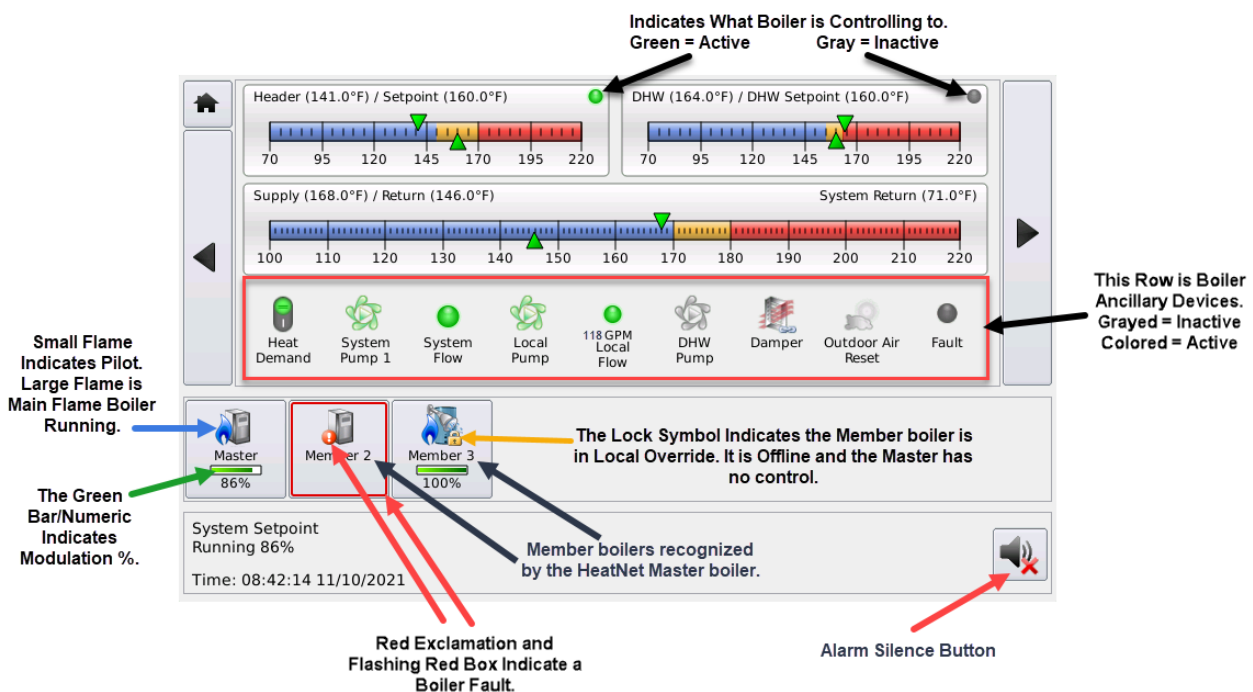 Indicates What Boiler is Controlling to.
Green = Active Gray = Inactive
Header (141.0°F) / Setpoint (160.0°F)
DHW (164.0°F) / DHW Setpoint (160.0°F)
70 95 120 145 170 195 220
70 95 120 145 170 195 220
Supply (168.0°F) / Return (146.0°F) System Return (71.0°F)
100 110 120 130 140 150 160 170 180 190 200 210 220
Heat
Demand
System
Pump 1
System
Flow
Local
Pump
118 GPM
Local
Flow
DHW
Pump
Damper
Outdoor Air
Reset
Fault
This Row is Boiler
Ancillary Devices.
Grayed = Inactive
Colored = Active
Small Flame
Indicates Pilot.
Large Flame is
Main Flame Boiler
Running.
Master
86%
Member 2
Member 3
100%
The Lock Symbol Indicates the Member boiler is
in Local Override. It is Offline and the Master has
no control.
The Green
Bar/Numeric
Indicates
Modulation %.
System Setpoint
Running 86%
Time: 08:42:14 11/10/2021
Member boilers recognized
by the HeatNet Master boiler.
Red Exclamation and
Flashing Red Box Indicate a
Boiler Fault.
Alarm Silence Button